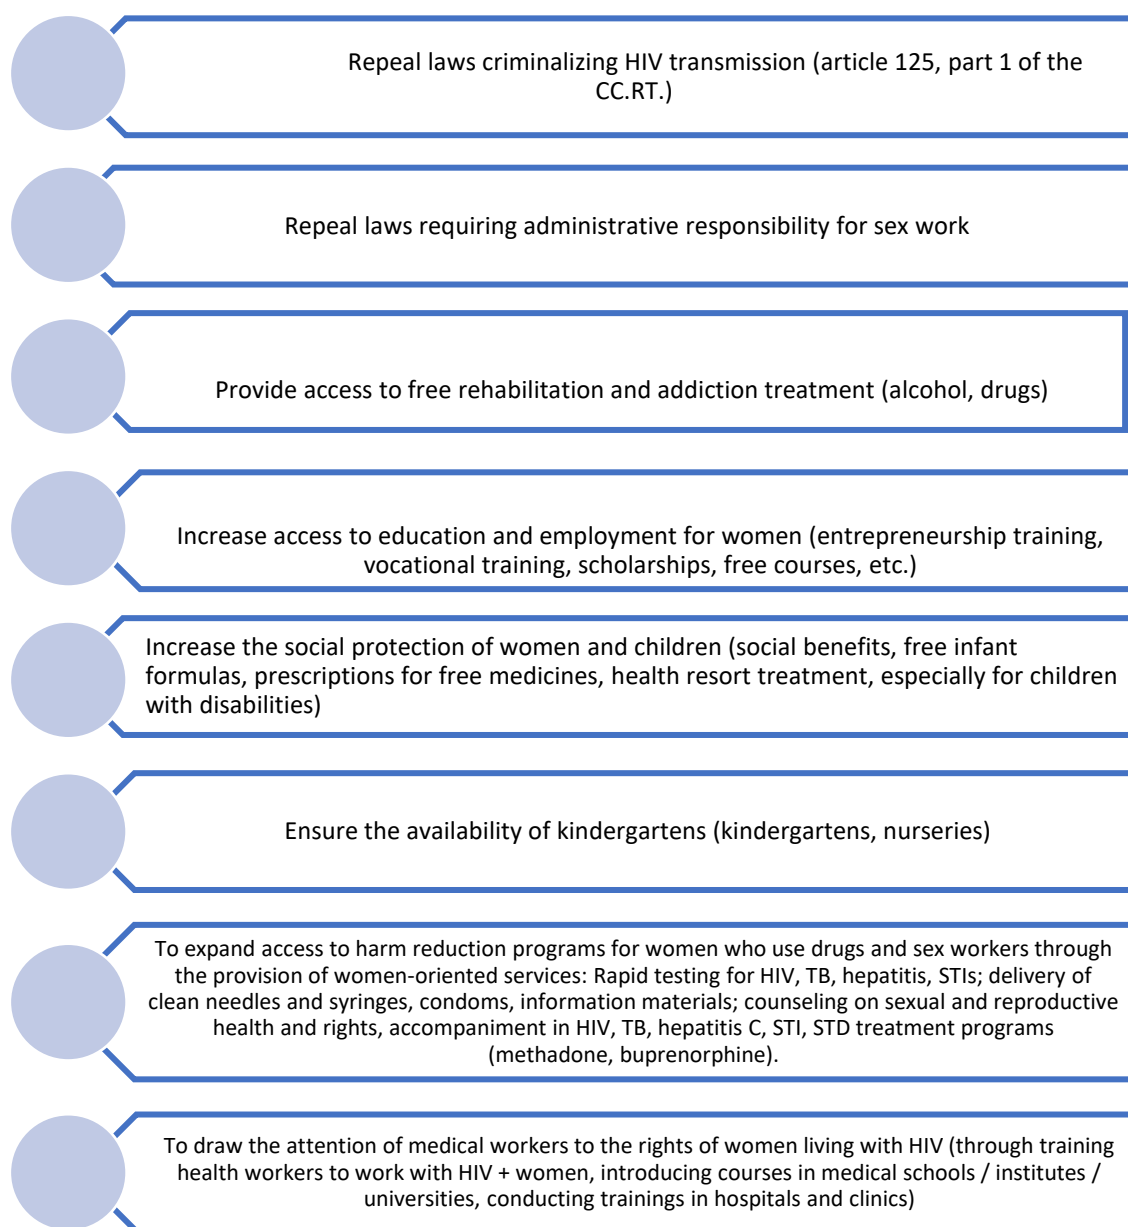 Repeal laws criminalizing HIV transmission (article 125, part 1 of the
CC.RT.)
Repeal laws requiring administrative responsibility for sex work
Provide access to free rehabilitation and addiction treatment (alcohol, drugs)
Increase access to education and employment for women (entrepreneurship training,
vocational training, scholarships, free courses, etc.)
Increase the social protection of women and children (social benefits, free infant
formulas, prescriptions for free medicines, health resort treatment, especially for children
with disabilities)
Ensure the availability of kindergartens (kindergartens, nurseries)
To expand access to harm reduction programs for women who use drugs and sex workers through
the provision of women-oriented services: Rapid testing for HIV, TB, hepatitis, STIs; delivery of
clean needles and syringes, condoms, information materials; counseling on sexual and reproductive
health and rights, accompaniment in HIV, TB, hepatitis C, STI, STD treatment programs
(methadone, buprenorphine).
To draw the attention of medical workers to the rights of women living with HIV (through training
health workers to work with HIV + women, introducing courses in medical schools / institutes /
universities, conducting trainings in hospitals and clinics)